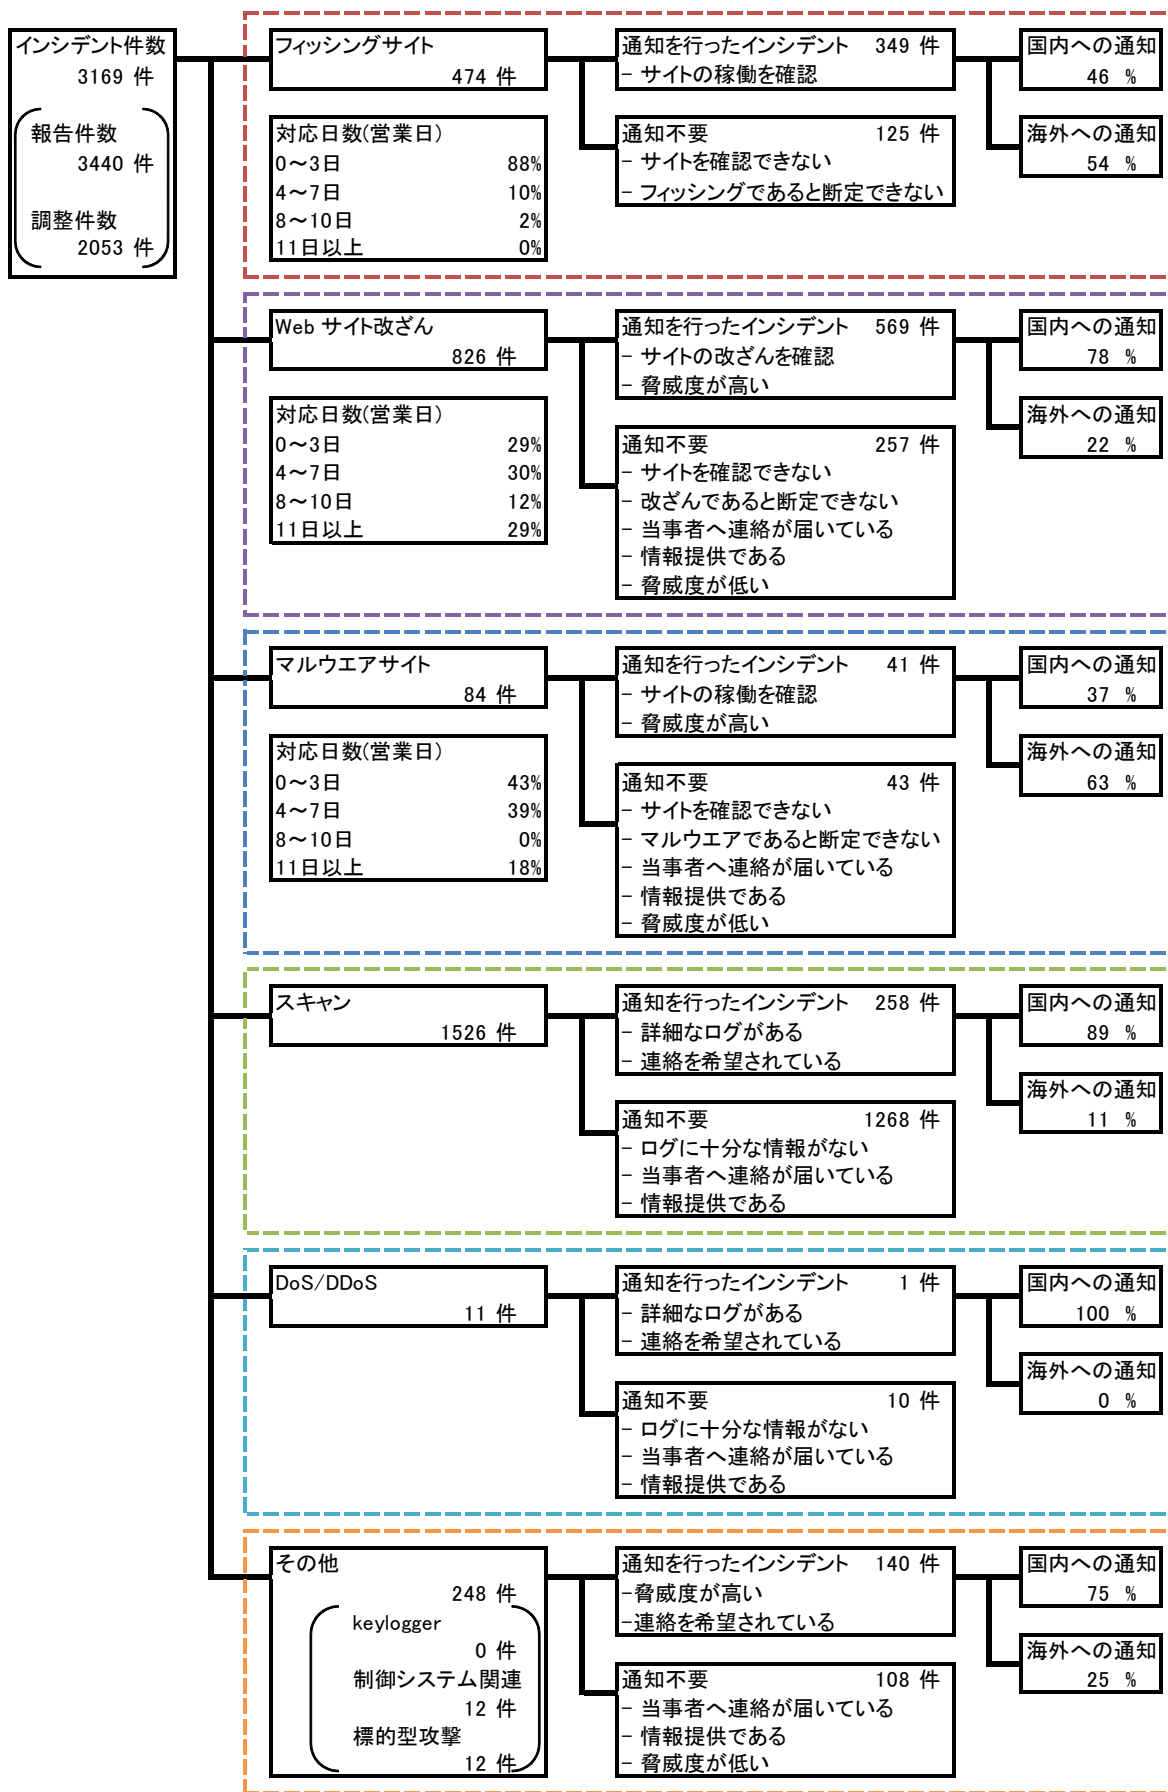 インシデント件数
3169 件
報告件数
3440 件
調整件数
2053 件
フィッシングサイト
474 件
対応日数(営業日)
0～3日 88%
4～7日 10%
8～10日 2%
11日以上 0%
通知を行ったインシデント 349 件
- サイトの稼働を確認
通知不要 125 件
- サイトを確認できない
- フィッシングであると断定できない
国内への通知
46 %
海外への通知
54 %
Web サイト改ざん
826 件
対応日数(営業日)
0～3日 29%
4～7日 30%
8～10日 12%
11日以上 29%
通知を行ったインシデント 569 件
- サイトの改ざんを確認
- 脅威度が高い
通知不要 257 件
- サイトを確認できない
- 改ざんであると断定できない
- 当事者へ連絡が届いている
- 情報提供である
- 脅威度が低い
国内への通知
78 %
海外への通知
22 %
マルウエアサイト
84 件
対応日数(営業日)
0～3日 43%
4～7日 39%
8～10日 0%
11日以上 18%
通知を行ったインシデント 41 件
- サイトの稼働を確認
- 脅威度が高い
通知不要 43 件
- サイトを確認できない
- マルウエアであると断定できない
- 当事者へ連絡が届いている
- 情報提供である
- 脅威度が低い
国内への通知
37 %
海外への通知
63 %
スキャン
1526 件
通知を行ったインシデント 258 件
- 詳細なログがある
- 連絡を希望されている
通知不要 1268 件
- ログに十分な情報がない
- 当事者へ連絡が届いている
- 情報提供である
国内への通知
89 %
海外への通知
11 %
DoS/DDoS
11 件
通知を行ったインシデント 1 件
- 詳細なログがある
- 連絡を希望されている
通知不要 10 件
- ログに十分な情報がない
- 当事者へ連絡が届いている
- 情報提供である
国内への通知
100 %
海外への通知
0 %
その他
248 件
keylogger
0 件
制御システム関連
12 件
標的型攻撃
12 件
通知を行ったインシデント 140 件
-脅威度が高い
-連絡を希望されている
通知不要 108 件
- 当事者へ連絡が届いている
- 情報提供である
- 脅威度が低い
国内への通知
75 %
海外への通知
25 %